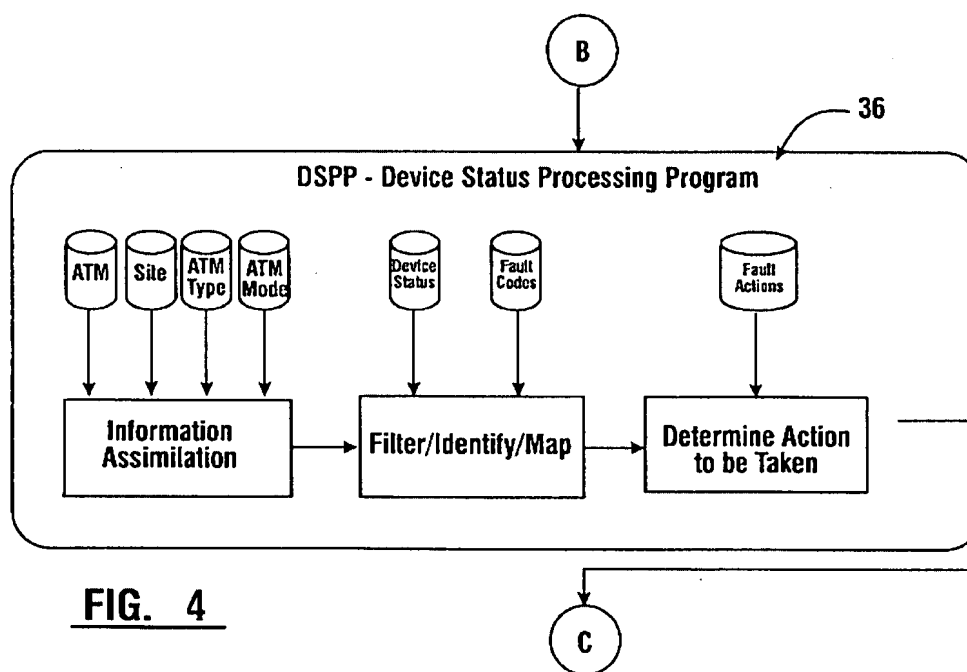 B
36
DSPP - Device Status Processing Program
ATM
Site
ATM
Type
ATM
Mode
Device
Status
Fault
Codes
Fault
Actions
Information
Assimilation
Filter/Identify/Map
Determine Action
to be Taken
FIG. 4
C